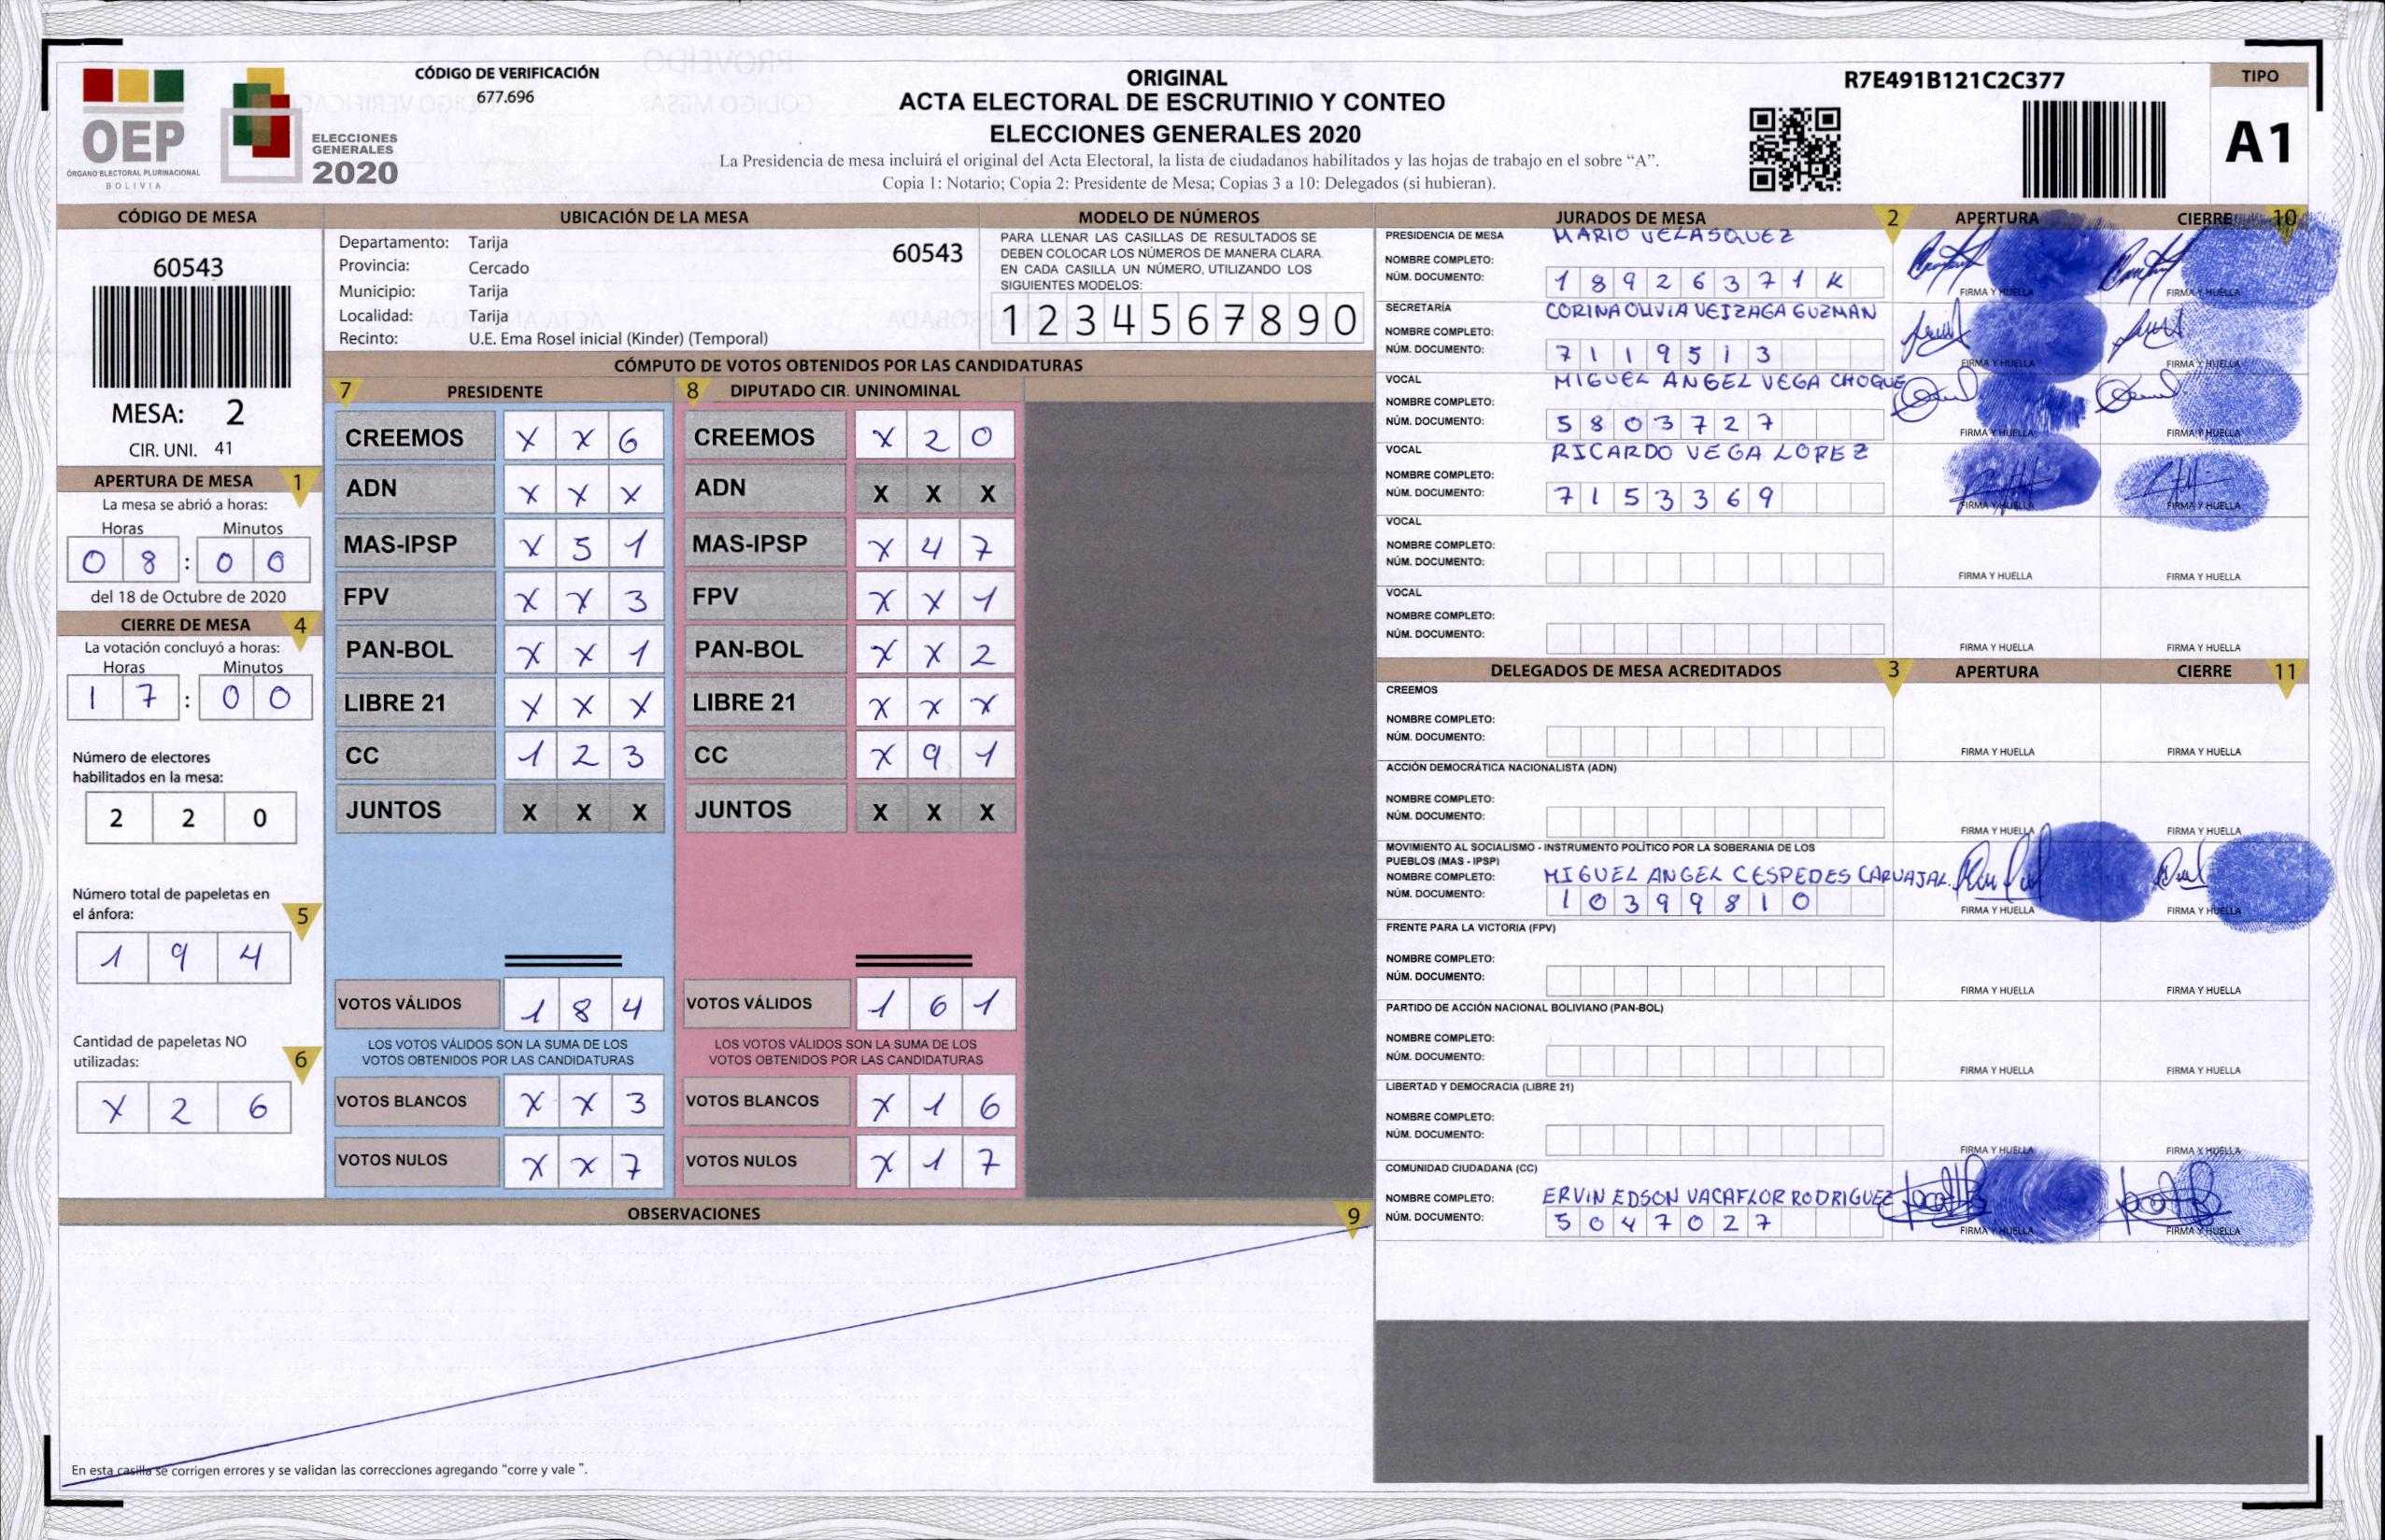 CÓDIGO DE VERIFICACIÓN
677.696
OEP
ÓRGANO ELECTORAL PLURINACIONAL
BOLIVIA
ELECCIONES
GENERALES
2020
ORIGINAL
ACTA ELECTORAL DE ESCRUTINIO Y CONTEO
ELECCIONES GENERALES 2020
La Presidencia de mesa incluirá el original del Acta Electoral, la lista de ciudadanos habilitados y las hojas de trabajo en el sobre “A”.
Copia 1: Notario; Copia 2: Presidente de Mesa; Copias 3 a 10: Delegados (si hubieran).
R7E491B121C2C377
TIPO
A1
CÓDIGO DE MESA
60543
MESA: 2
CIR. UNI. 41
APERTURA DE MESA 1
La mesa se abrió a horas:
Horas Minutos
0 8 : 0 0
del 18 de Octubre de 2020
CIERRE DE MESA 4
La votación concluyó a horas:
Horas Minutos
1 7 : 0 0
Número de electores
habilitados en la mesa:
2 2 0
Número total de papeletas en
el ánfora: 5
1 9 4
Cantidad de papeletas NO
utilizadas: 6
X 2 6
UBICACIÓN DE LA MESA
Departamento: Tarija
60543
Provincia: Cercado
Municipio: Tarija
Localidad: Tarija
Recinto: U.E. Ema Rosel inicial (Kinder) (Temporal)
MODELO DE NÚMEROS
PARA LLENAR LAS CASILLAS DE RESULTADOS SE
DEBEN COLOCAR LOS NÚMEROS DE MANERA CLARA.
EN CADA CASILLA UN NÚMERO, UTILIZANDO LOS
SIGUIENTES MODELOS:
1 2 3 4 5 6 7 8 9 0
CÓMPUTO DE VOTOS OBTENIDOS POR LAS CANDIDATURAS
7 PRESIDENTE
CREEMOS X X 6
ADN X X X
MAS-IPSP X 5 1
FPV X X 3
PAN-BOL X X 1
LIBRE 21 X X X
CC 1 2 3
JUNTOS X X X
VOTOS VÁLIDOS 1 8 4
LOS VOTOS VÁLIDOS SON LA SUMA DE LOS
VOTOS OBTENIDOS POR LAS CANDIDATURAS
VOTOS BLANCOS X X 3
VOTOS NULOS X X 7
8 DIPUTADO CIR. UNINOMINAL
CREEMOS X 2 0
ADN X X X
MAS-IPSP X 4 7
FPV X X 1
PAN-BOL X X 2
LIBRE 21 X X X
CC X 9 1
JUNTOS X X X
VOTOS VÁLIDOS 1 6 1
LOS VOTOS VÁLIDOS SON LA SUMA DE LOS
VOTOS OBTENIDOS POR LAS CANDIDATURAS
VOTOS BLANCOS X 1 6
VOTOS NULOS X 1 7
OBSERVACIONES 9
En esta casilla se corrigen errores y se validan las correcciones agregando “corre y vale ”.
JURADOS DE MESA 2 APERTURA CIERRE 10
PRESIDENCIA DE MESA MARIO VELASQUEZ
NOMBRE COMPLETO:
NÚM. DOCUMENTO: 1 8 9 2 6 3 7 1 K
FIRMA Y HUELLA FIRMA Y HUELLA
SECRETARÍA CORINA OLIVIA VEIZAGA GUZMAN
NOMBRE COMPLETO:
NÚM. DOCUMENTO: 7 1 1 9 5 1 3
FIRMA Y HUELLA FIRMA Y HUELLA
VOCAL MIGUEL ANGEL VEGA CHOQUE
NOMBRE COMPLETO:
NÚM. DOCUMENTO: 5 8 0 3 7 2 7
FIRMA Y HUELLA FIRMA Y HUELLA
VOCAL RICARDO VEGA LOPEZ
NOMBRE COMPLETO:
NÚM. DOCUMENTO: 7 1 5 3 3 6 9
FIRMA Y HUELLA FIRMA Y HUELLA
VOCAL
NOMBRE COMPLETO:
NÚM. DOCUMENTO:
FIRMA Y HUELLA FIRMA Y HUELLA
VOCAL
NOMBRE COMPLETO:
NÚM. DOCUMENTO:
FIRMA Y HUELLA FIRMA Y HUELLA
DELEGADOS DE MESA ACREDITADOS 3 APERTURA CIERRE 11
CREEMOS
NOMBRE COMPLETO:
NÚM. DOCUMENTO:
FIRMA Y HUELLA FIRMA Y HUELLA
ACCIÓN DEMOCRÁTICA NACIONALISTA (ADN)
NOMBRE COMPLETO:
NÚM. DOCUMENTO:
FIRMA Y HUELLA FIRMA Y HUELLA
MOVIMIENTO AL SOCIALISMO - INSTRUMENTO POLÍTICO POR LA SOBERANIA DE LOS
PUEBLOS (MAS - IPSP)
NOMBRE COMPLETO: MIGUEL ANGEL CESPEDES CARVAJAL.
NÚM. DOCUMENTO: 1 0 3 9 9 8 1 0
FIRMA Y HUELLA FIRMA Y HUELLA
FRENTE PARA LA VICTORIA (FPV)
NOMBRE COMPLETO:
NÚM. DOCUMENTO:
FIRMA Y HUELLA FIRMA Y HUELLA
PARTIDO DE ACCIÓN NACIONAL BOLIVIANO (PAN-BOL)
NOMBRE COMPLETO:
NÚM. DOCUMENTO:
FIRMA Y HUELLA FIRMA Y HUELLA
LIBERTAD Y DEMOCRACIA (LIBRE 21)
NOMBRE COMPLETO:
NÚM. DOCUMENTO:
FIRMA Y HUELLA FIRMA Y HUELLA
COMUNIDAD CIUDADANA (CC)
NOMBRE COMPLETO: ERVIN EDSON VACAFLOR RODRIGUEZ
NÚM. DOCUMENTO: 5 0 4 7 0 2 7
FIRMA Y HUELLA FIRMA Y HUELLA